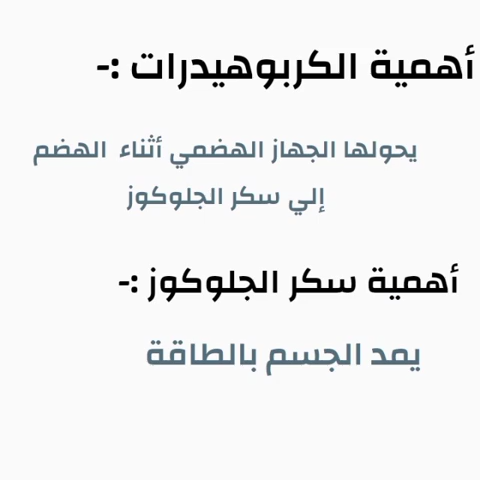 أهمية الكربوهيدرات :-
يحولها الجهاز الهضمي أثناء الهضم
إلي سكر الجلوكوز
أهمية سكر الجلوكوز :-
يمد الجسم بالطاقة